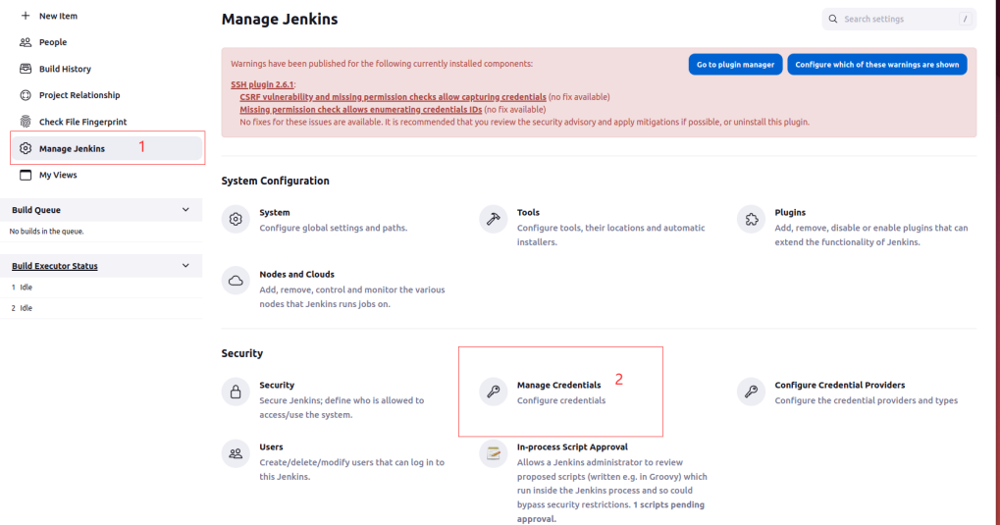 New Item
People
Build History
Project Relationship
Check File Fingerprint
Manage Jenkins 1
My Views
Build Queue
No builds in the queue.
Build Executor Status
1 Idle
2 Idle
Manage Jenkins
Search settings /
Warnings have been published for the following currently installed components:
Go to plugin manager
Configure which of these warnings are shown
SSH plugin 2.6.1:
CSRF vulnerability and missing permission checks allow capturing credentials (no fix available)
Missing permission check allows enumerating credentials IDs (no fix available)
No fixes for these issues are available. It is recommended that you review the security advisory and apply mitigations if possible, or uninstall this plugin.
System Configuration
System
Configure global settings and paths.
Tools
Configure tools, their locations and automatic
installers.
Plugins
Add, remove, disable or enable plugins that can
extend the functionality of Jenkins.
Nodes and Clouds
Add, remove, control and monitor the various
nodes that Jenkins runs jobs on.
Security
Security
Secure Jenkins; define who is allowed to
access/use the system.
Manage Credentials 2
Configure credentials
Configure Credential Providers
Configure the credential providers and types
Users
Create/delete/modify users that can log in to
this Jenkins.
In-process Script Approval
Allows a Jenkins administrator to review
proposed scripts (written e.g. in Groovy) which
run inside the Jenkins process and so could
bypass security restrictions. 1 scripts pending
approval.